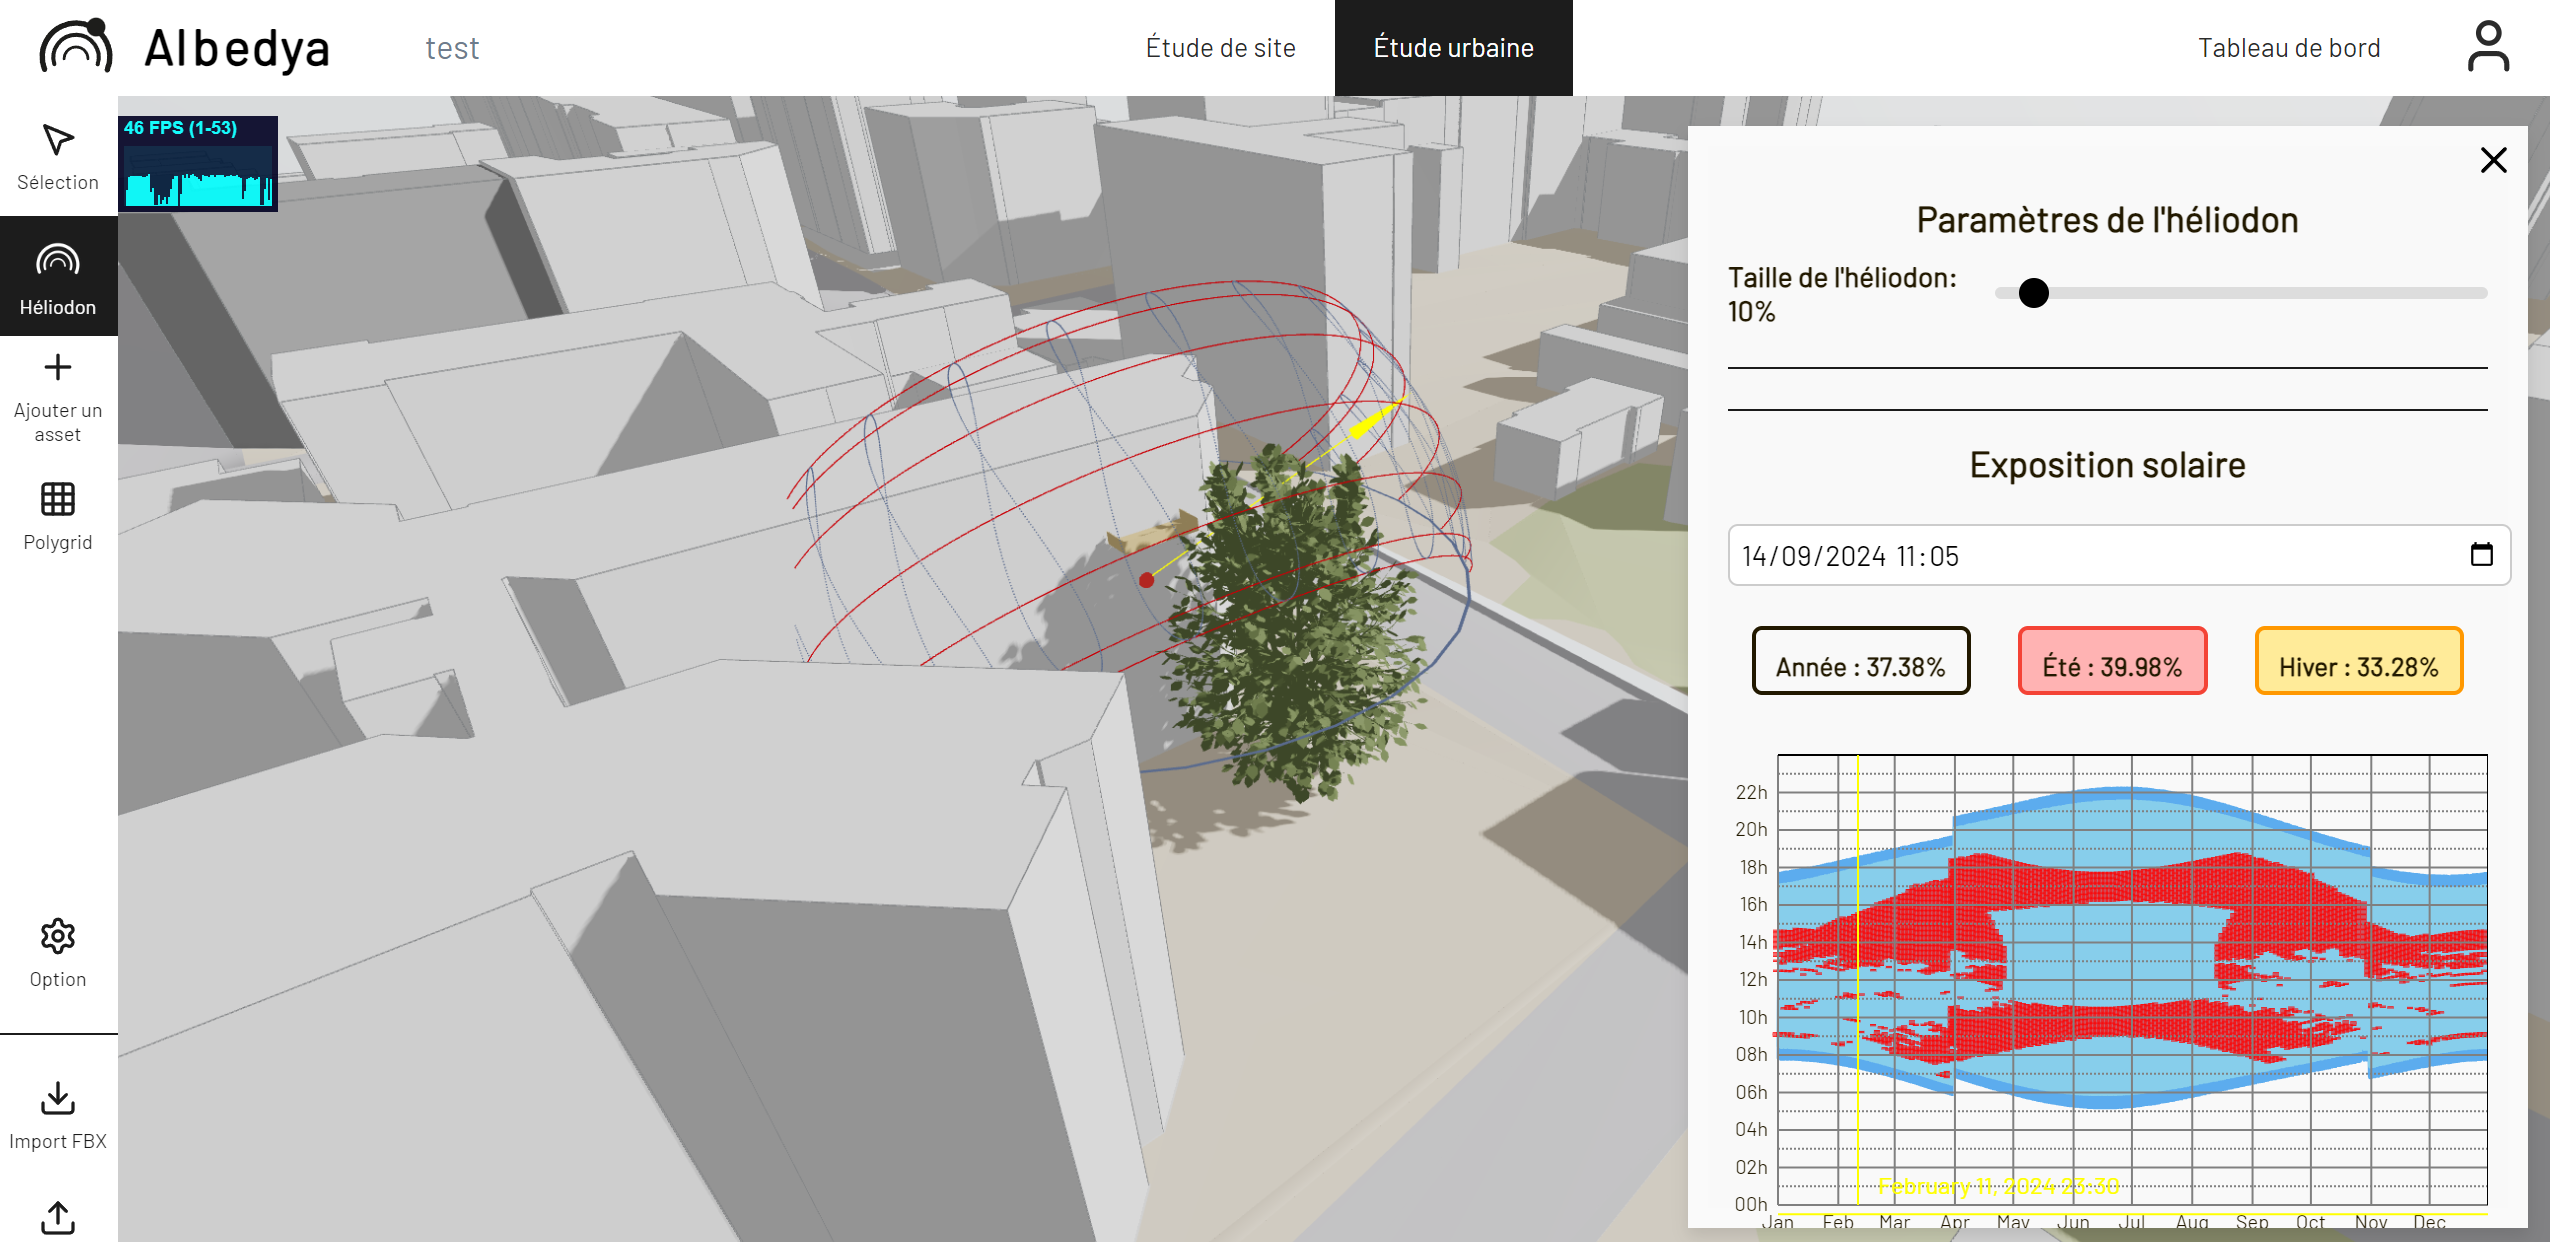 Albedya
test
Étude de site
Étude urbaine
Tableau de bord
46 FPS (1-53)
Sélection
Héliodon
Ajouter un
asset
Polygrid
Option
Import FBX
Paramètres de l'héliodon
Taille de l'héliodon:
10%
Exposition solaire
14/09/2024 11:05
Année : 37.38%
Été : 39.98%
Hiver : 33.28%
22h
20h
18h
16h
14h
12h
10h
08h
06h
04h
02h
00h
February 11, 2024 23:30
Jan Feb Mar Apr May Jun Jul Aug Sep Oct Nov Dec